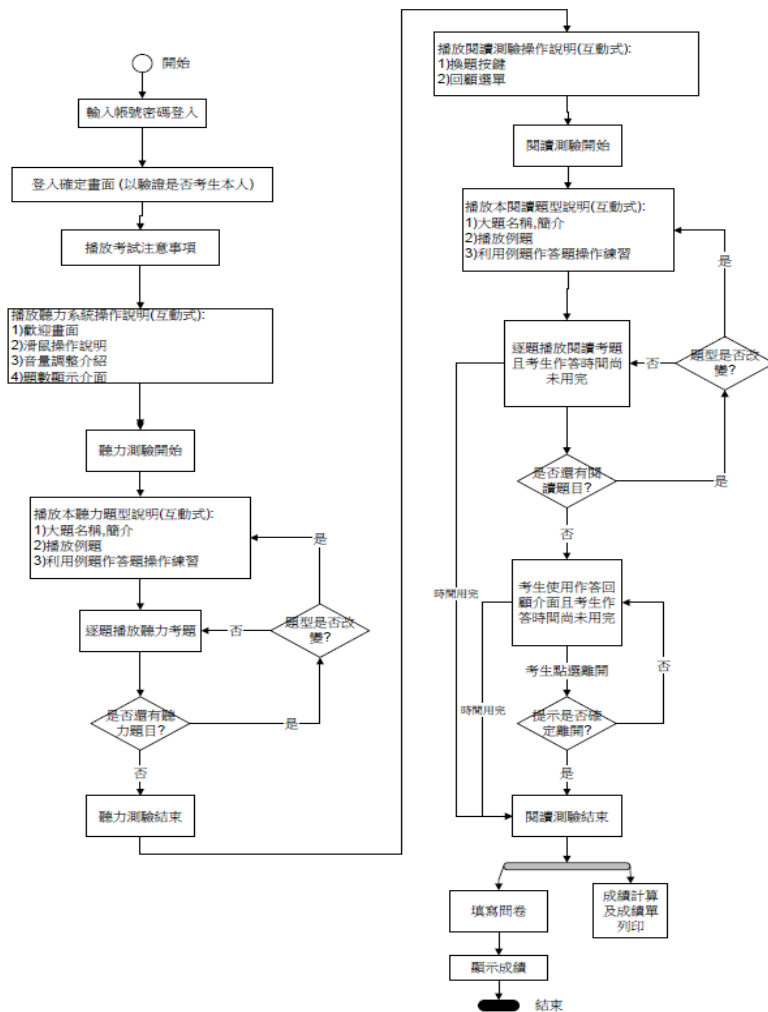 開始
輸入帳號密碼登入
登入確定畫面 (以驗證是否考生本人)
播放考試注意事項
播放聽力系統操作說明(互動式):
1)歡迎畫面
2)滑鼠操作說明
3)音量調整介紹
4)題數顯示介面
聽力測驗開始
播放本聽力題型說明(互動式):
1)大題名稱,簡介
2)播放例題
3)利用例題作答題操作練習
是
逐題播放聽力考題
否
題型是否改
變?
是否還有聽
力題目?
是
否
聽力測驗結束
播放閱讀測驗操作說明(互動式):
1)換題按鍵
2)回顧選單
閱讀測驗開始
播放本閱讀題型說明(互動式):
1)大題名稱,簡介
2)播放例題
3)利用例題作答題操作練習
是
逐題播放閱讀考題
且考生作答時間尚
未用完
否
題型是否改
變?
是否還有閱
讀題目?
是
否
時間用完
考生使用作答回
顧介面且考生作
答時間尚未用完
考生點選離開
否
時間用完
提示是否確
定離開?
是
閱讀測驗結束
填寫問卷
成績計算
及成績單
列印
顯示成績
結束